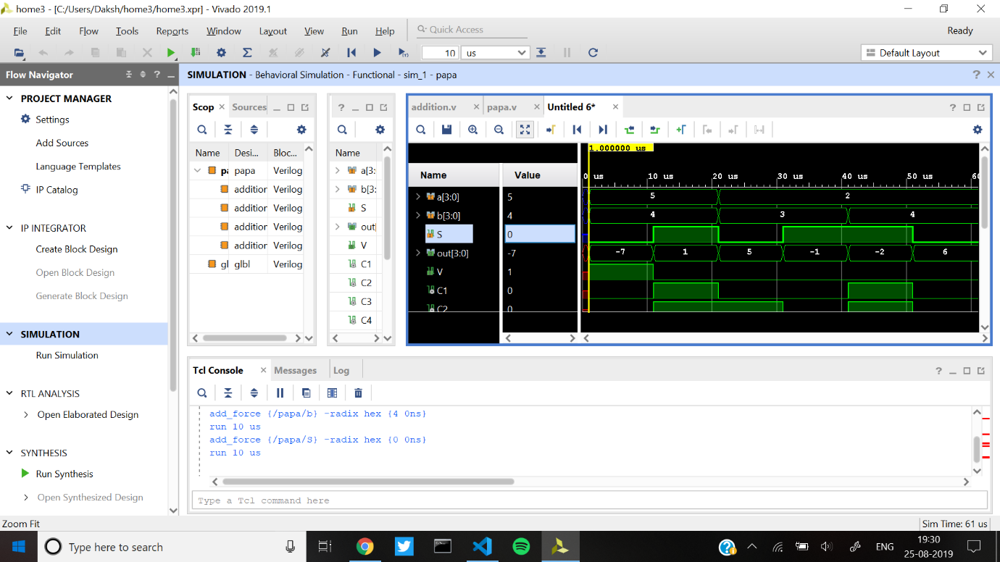 home3 - [C:/Users/Daksh/home3/home3.xpr] - Vivado 2019.1
File Edit Flow Tools Reports Window Layout View Run Help Quick Access Ready
10 us Default Layout
Flow Navigator
SIMULATION - Behavioral Simulation - Functional - sim_1 - papa
PROJECT MANAGER
Settings
Add Sources
Language Templates
IP Catalog
IP INTEGRATOR
Create Block Design
Open Block Design
Generate Block Design
SIMULATION
Run Simulation
RTL ANALYSIS
Open Elaborated Design
SYNTHESIS
Run Synthesis
Open Synthesized Design
Scop Sources
Name Desi... Bloc...
pa papa Verilog
addition Verilog
addition Verilog
addition Verilog
addition Verilog
gl glbl Verilog
Name
a[3:0
b[3:
S
out[
V
C1
C2
C3
C4
addition.v papa.v Untitled 6*
Name Value
a[3:0] 5
b[3:0] 4
S 0
out[3:0] -7
V 1
C1 0
C2 0
1.000000 us
0 us 10 us 20 us 30 us 40 us 50 us 60
5 2
4 3 4
-7 1 5 -1 -2 6
Tcl Console Messages Log
add_force {/papa/b} -radix hex {4 0ns}
run 10 us
add_force {/papa/S} -radix hex {0 0ns}
run 10 us
Type a Tcl command here
Zoom Fit Sim Time: 61 us
Type here to search
ENG
19:30
25-08-2019